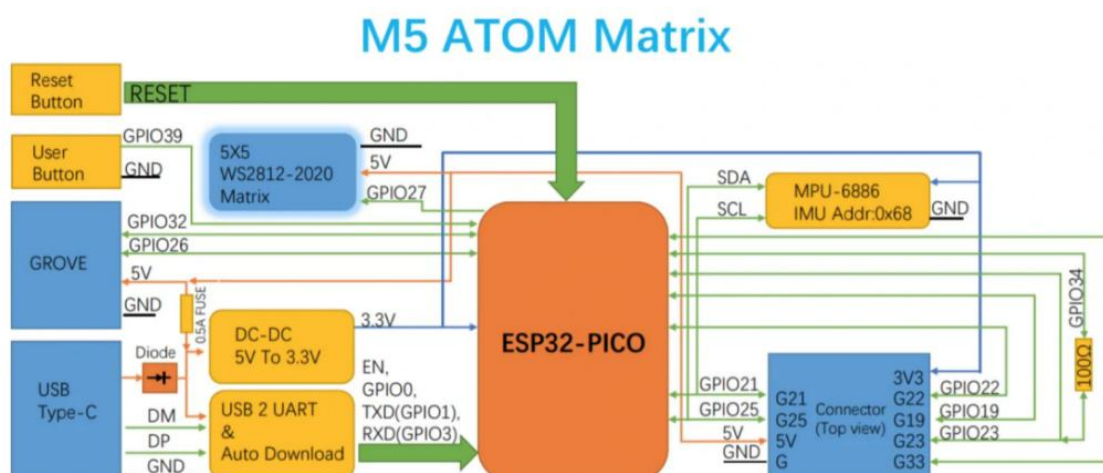 M5 ATOM Matrix
Reset
Button
RESET
User
Button
GPIO39
GND
5X5
WS2812-2020
Matrix
GND
5V
GPIO27
SDA
SCL
MPU-6886
IMU Addr:0x68
GND
GROVE
GPIO32
GPIO26
5V
GND
0.5A FUSE
DC-DC
5V To 3.3V
3.3V
ESP32-PICO
GPIO34
100Ω
USB
Type-C
Diode
DM
DP
GND
USB 2 UART
&
Auto Download
EN,
GPIO0,
TXD(GPIO1),
RXD(GPIO3)
GPIO21
GPIO25
5V
GND
G21
G25
5V
G
Connector
(Top view)
3V3
G22
G19
G23
G33
GPIO22
GPIO19
GPIO23